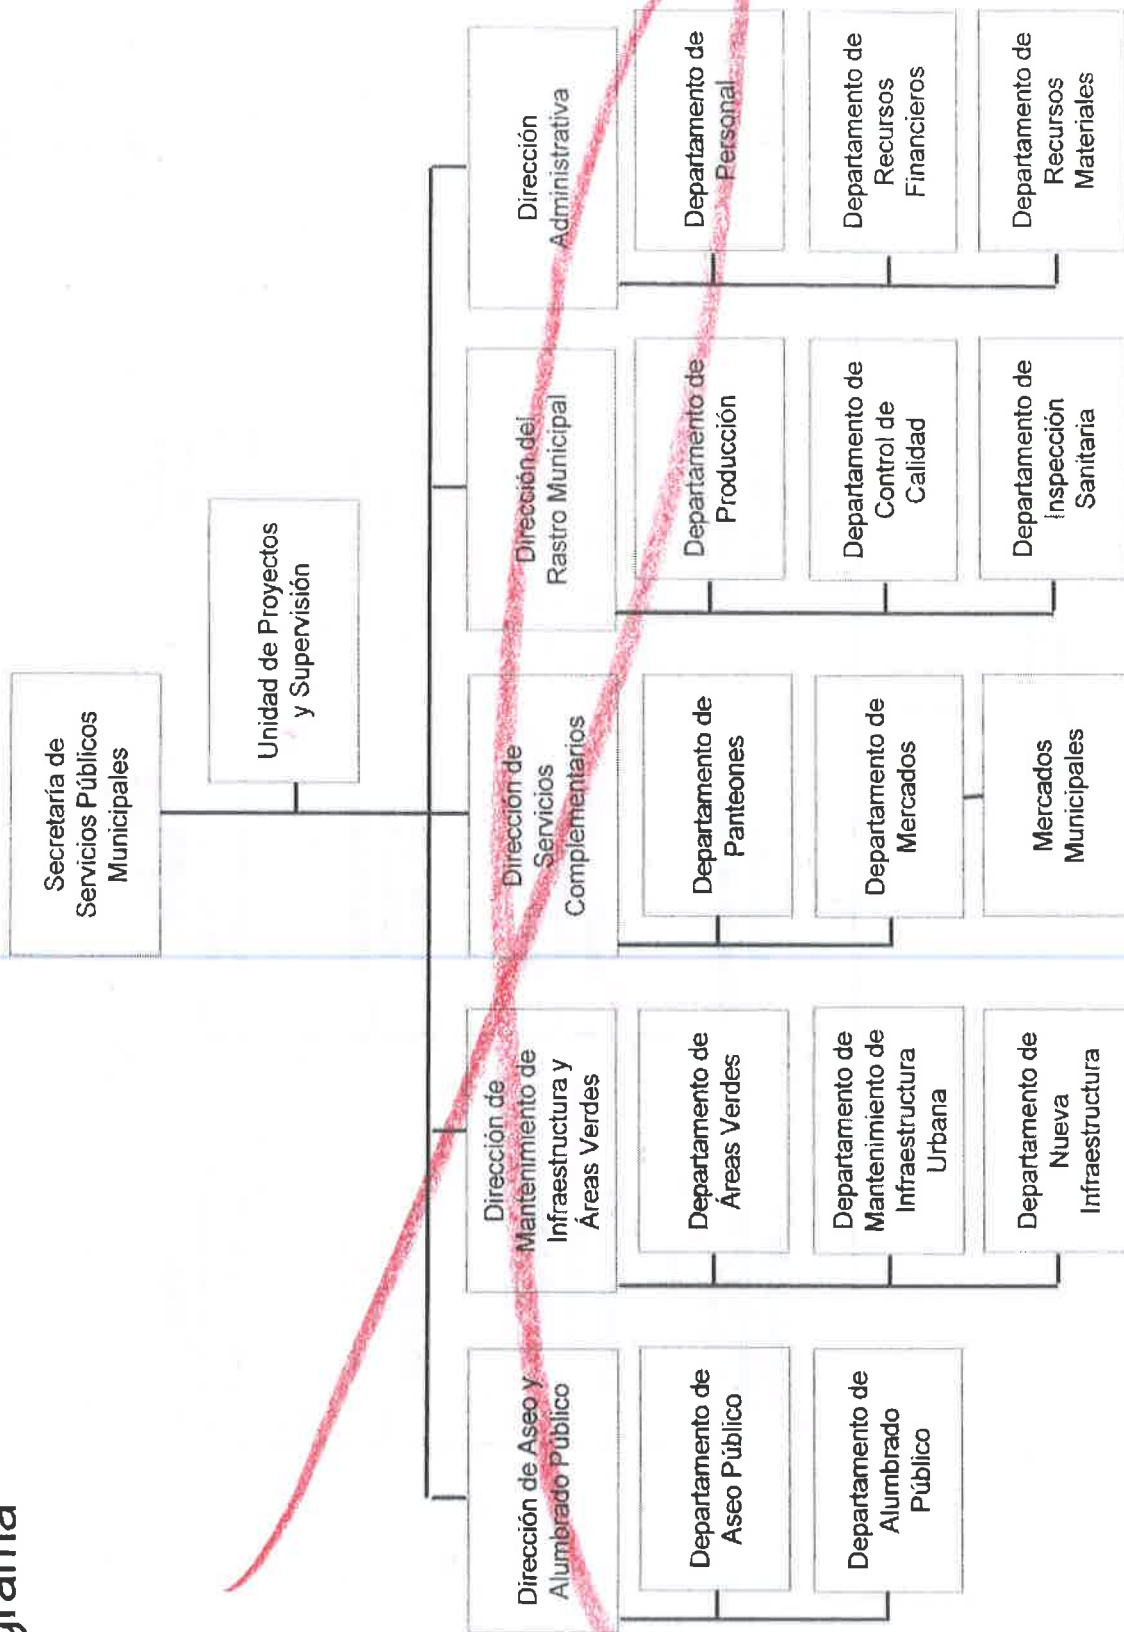 grama
Secretaría de
Servicios Públicos
Municipales
Unidad de Proyectos
y Supervisión
Dirección de Aseo y
Alumbrado Público
Departamento de
Aseo Público
Departamento de
Alumbrado
Público
Dirección de
Mantenimiento de
Infraestructura y
Áreas Verdes
Departamento de
Áreas Verdes
Departamento de
Mantenimiento de
Infraestructura
Urbana
Departamento de
Nueva
Infraestructura
Dirección de
Servicios
Complementarios
Departamento de
Panteones
Departamento de
Mercados
Mercados
Municipales
Dirección del
Rastro Municipal
Departamento de
Producción
Departamento de
Control de
Calidad
Departamento de
Inspección
Sanitaria
Dirección
Administrativa
Departamento de
Personal
Departamento de
Recursos
Financieros
Departamento de
Recursos
Materiales